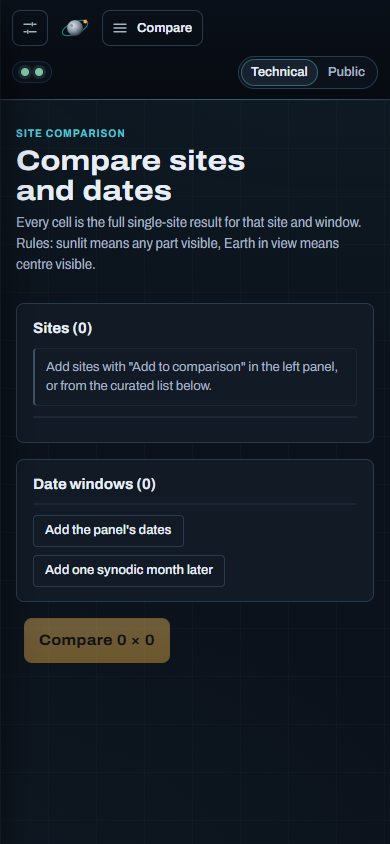 Compare
Technical
Public
SITE COMPARISON
Compare sites
and dates
Every cell is the full single-site result for that site and window.
Rules: sunlit means any part visible, Earth in view means
centre visible.
Sites (0)
Add sites with "Add to comparison" in the left panel,
or from the curated list below.
Date windows (0)
Add the panel's dates
Add one synodic month later
Compare 0 × 0